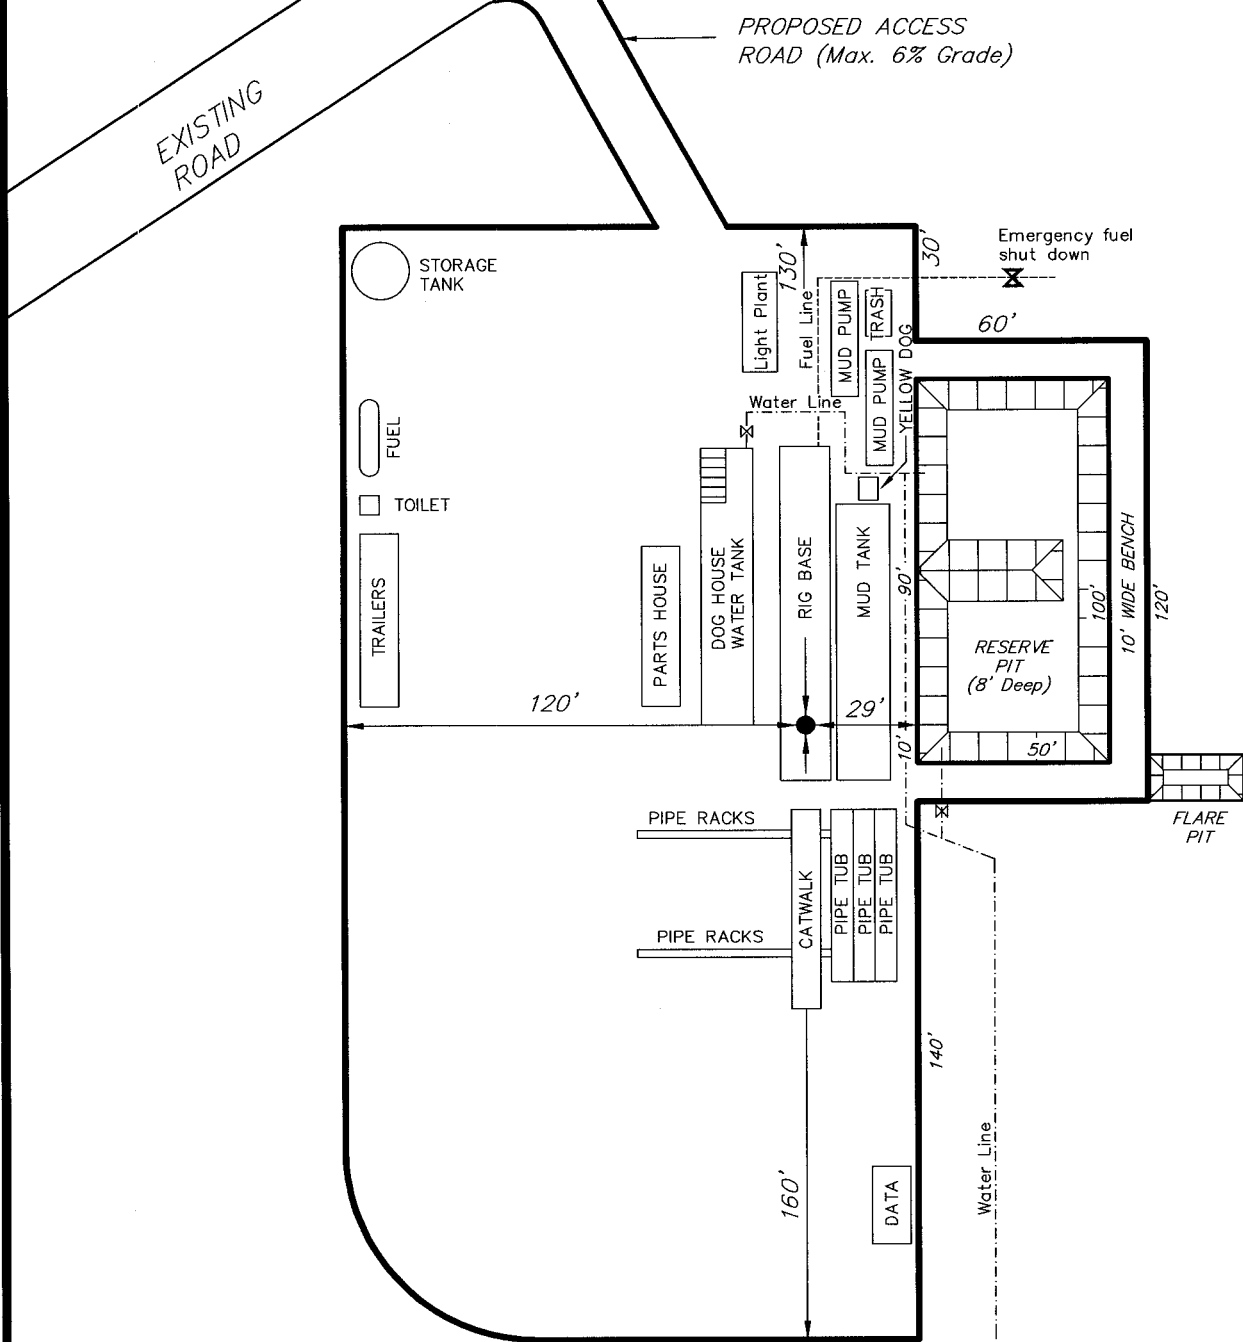 PROPOSED ACCESS
ROAD (Max. 6% Grade)
EXISTING
ROAD
STORAGE
TANK
130'
30'
Emergency fuel
shut down
Light Plant
Fuel Line
MUD PUMP
TRASH
60'
MUD PUMP
YELLOW DOG
Water Line
FUEL
TOILET
TRAILERS
PARTS HOUSE
DOG HOUSE
WATER TANK
RIG BASE
MUD TANK
90'
RESERVE
PIT
(8' Deep)
100'
10' WIDE BENCH
120'
120'
29'
10'
50'
FLARE
PIT
PIPE RACKS
PIPE RACKS
CATWALK
PIPE TUB
PIPE TUB
PIPE TUB
140'
160'
DATA
Water Line